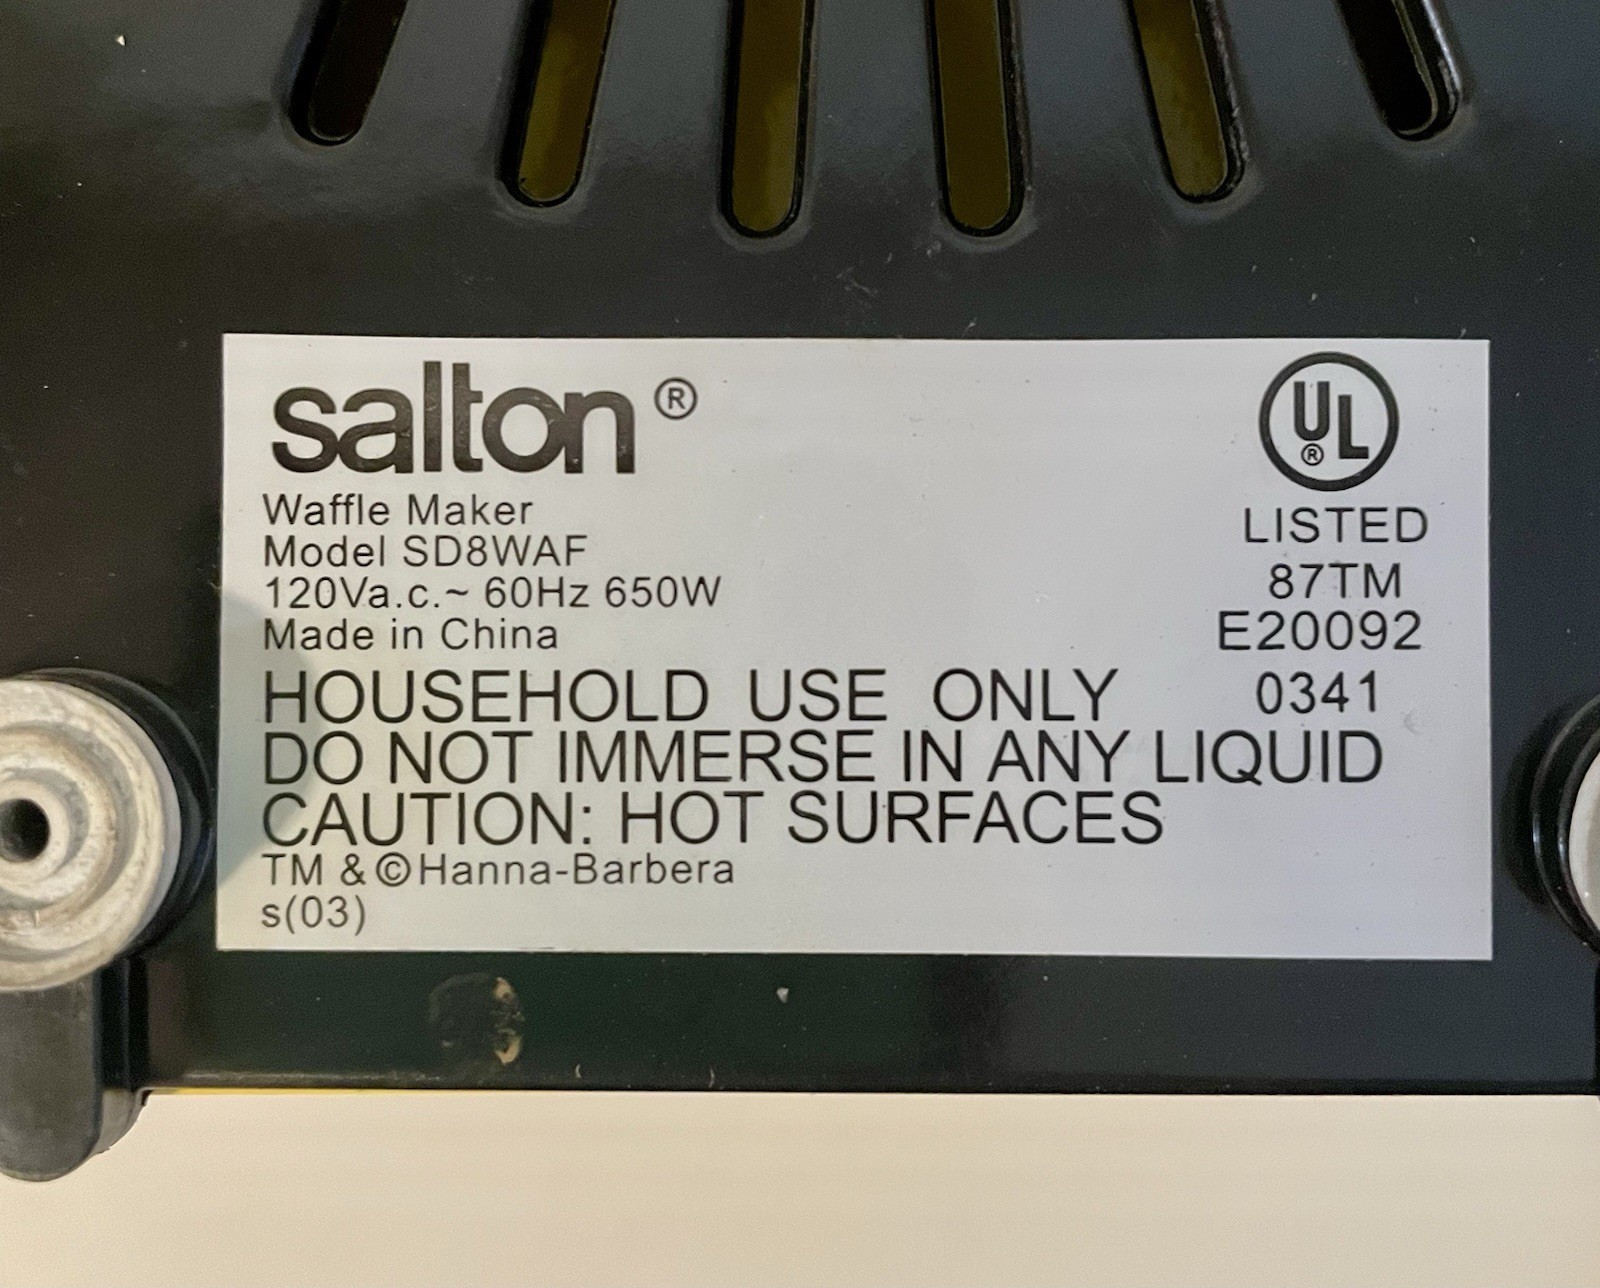 salton®
Waffle Maker
Model SD8WAF
120Va.c.~ 60Hz 650W
Made in China
HOUSEHOLD USE ONLY
DO NOT IMMERSE IN ANY LIQUID
CAUTION: HOT SURFACES
TM & ©Hanna-Barbera
s(03)
UL®
LISTED
87TM
E20092
0341